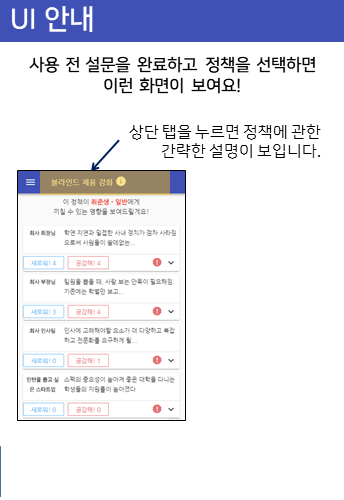 UI 안내
사용 전 설문을 완료하고 정책을 선택하면
이런 화면이 보여요!
상단 탭을 누르면 정책에 관한
간략한 설명이 보입니다.
블라인드 채용 강화
이 정책이 취준생 - 일반에게
끼칠 수 있는 영향을 보여드릴게요!
회사 회장님 학연 지연과 밀접한 사내 정치가 점차 사라짐
으로써 사원들이 쓸데없는...
새로워! 4 공감해! 4
회사 부장님 팀원을 뽑을 때, 사람 보는 안목이 필요해짐.
기존에는 학벌만 보고...
새로워! 3 공감해! 4
회사 인사팀 인사에 고려해야할 요소가 더 다양하고 복잡
하고 전문화를 요구하게 될...
새로워! 0 공감해! 1
인턴을 뽑고 싶 스펙의 중요성이 높아져 좋은 대학을 다니는
은 스타트업 학생들의 지원률이 높아졌다
새로워! 0 공감해! 0